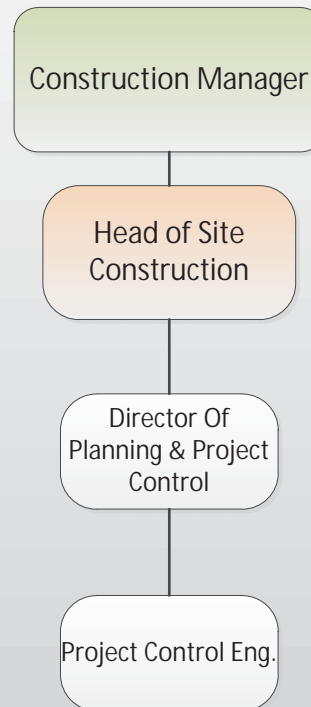 Construction Manager
Head of Site
Construction
Director Of
Planning & Project
Control
Project Control Eng.